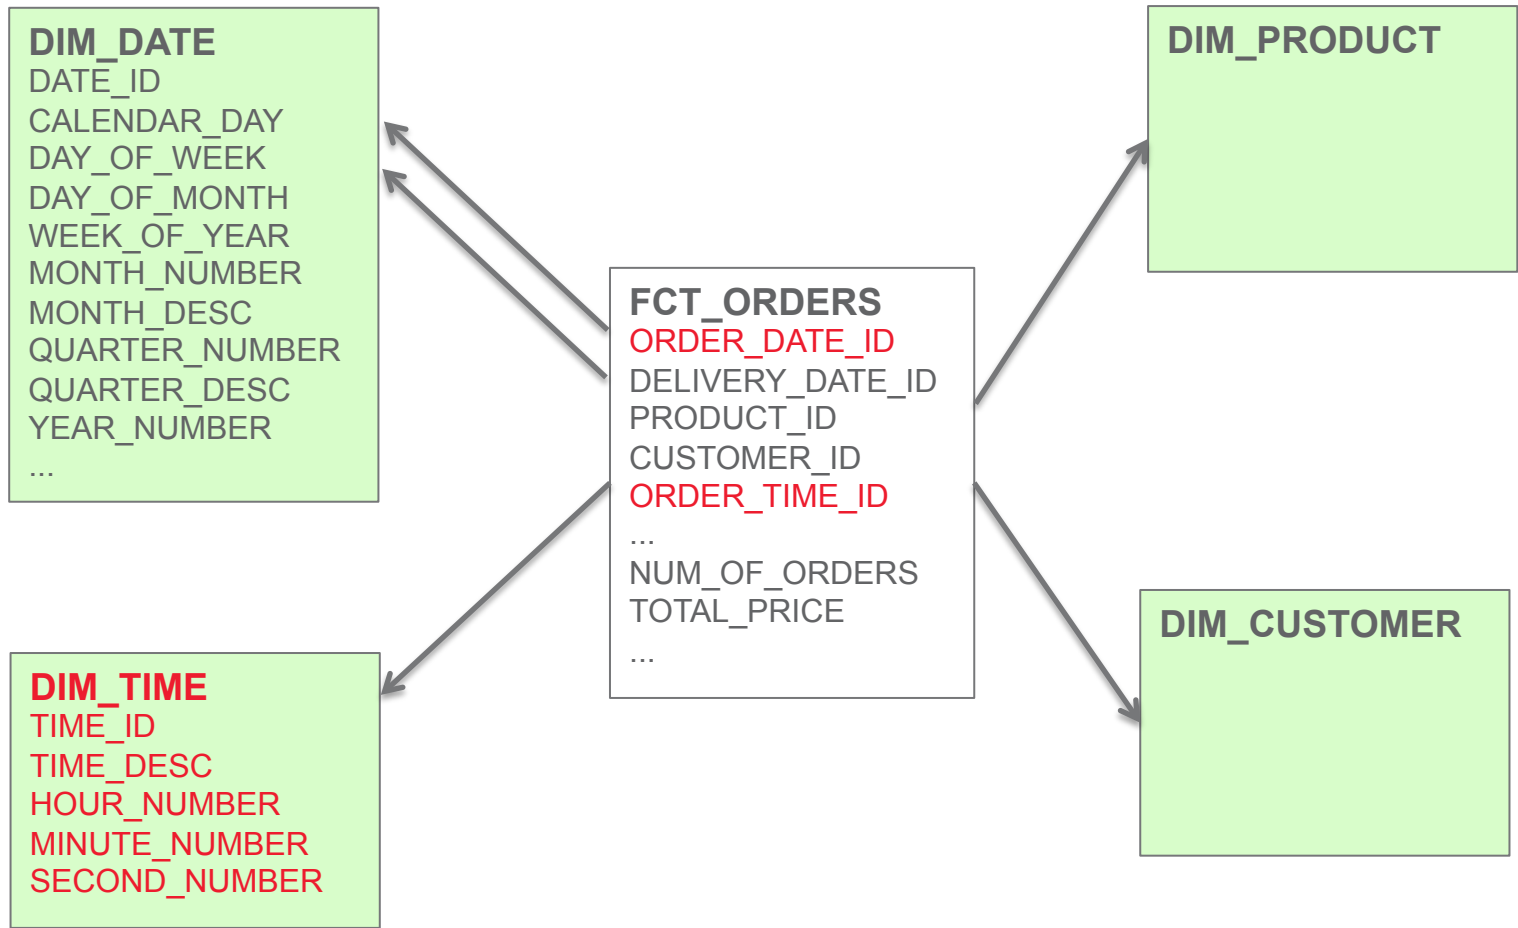 DIM_DATE
DATE_ID
CALENDAR_DAY
DAY_OF_WEEK
DAY_OF_MONTH
WEEK_OF_YEAR
MONTH_NUMBER
MONTH_DESC
QUARTER_NUMBER
QUARTER_DESC
YEAR_NUMBER
...
DIM_PRODUCT
FCT_ORDERS
ORDER_DATE_ID
DELIVERY_DATE_ID
PRODUCT_ID
CUSTOMER_ID
ORDER_TIME_ID
...
NUM_OF_ORDERS
TOTAL_PRICE
...
DIM_TIME
TIME_ID
TIME_DESC
HOUR_NUMBER
MINUTE_NUMBER
SECOND_NUMBER
DIM_CUSTOMER